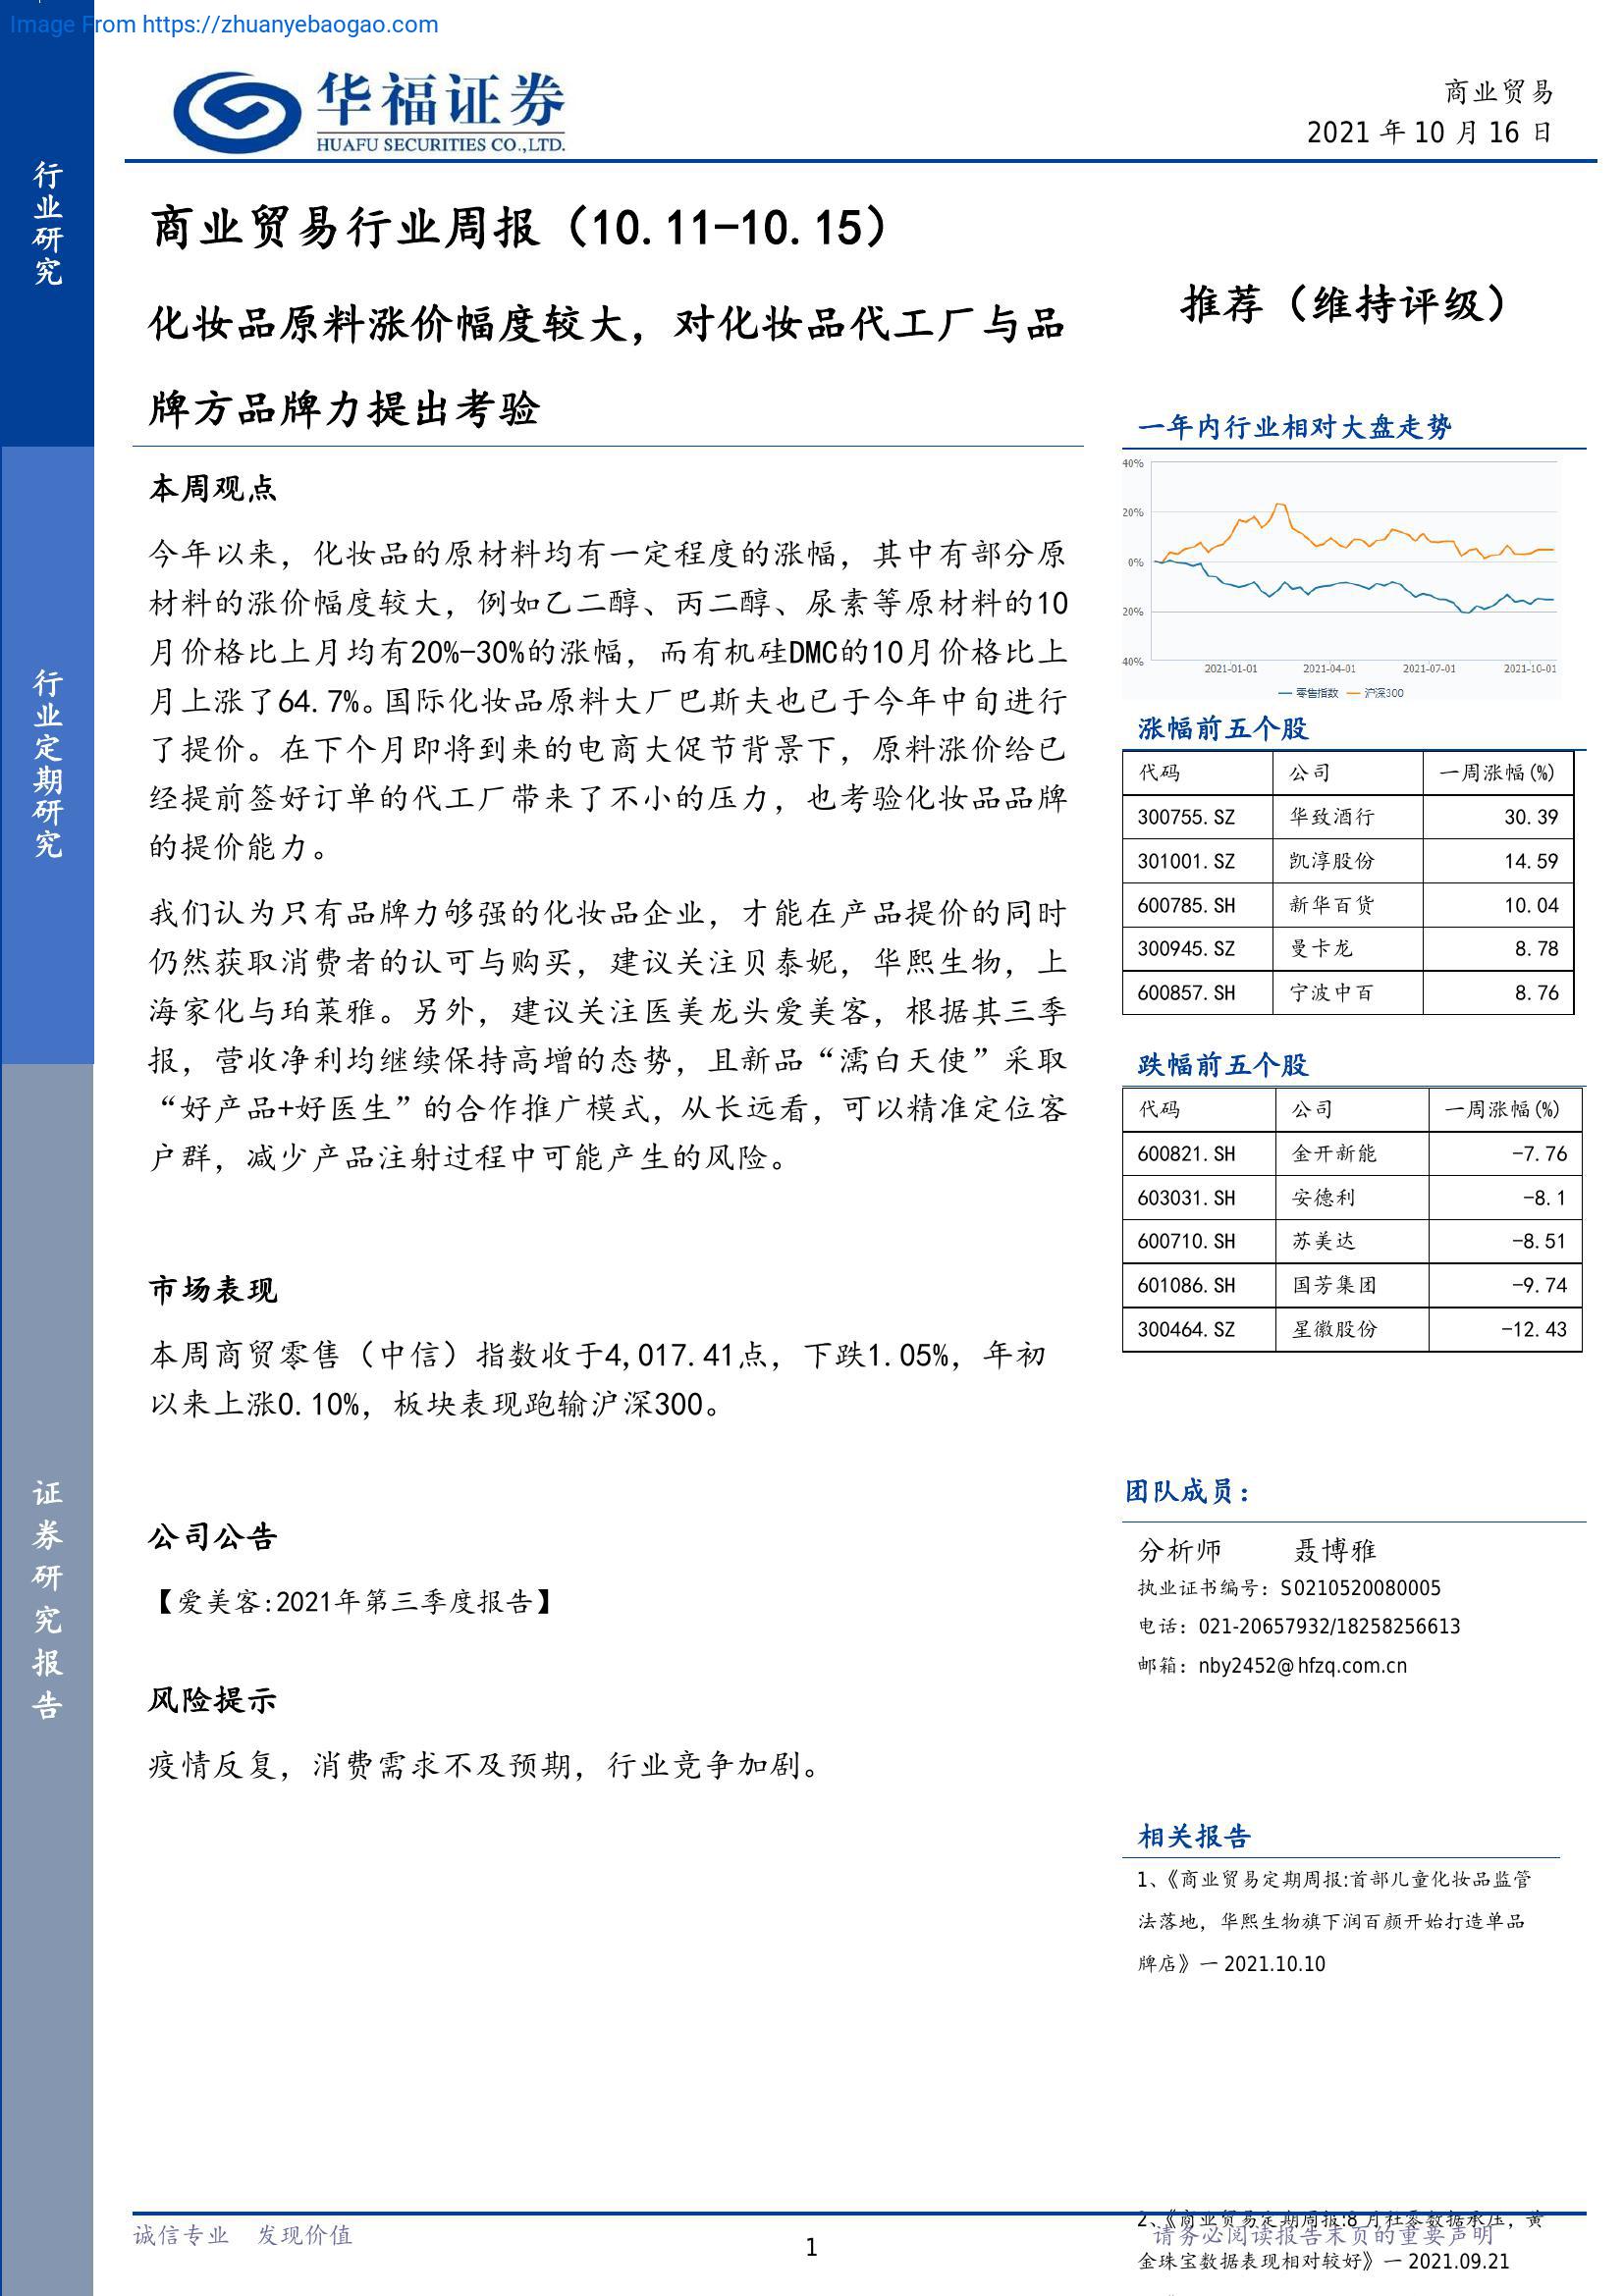 Image From https://zhuanyebaogao.com
华福证券
HUAFU SECURITIES CO.,LTD.
商业贸易
2021 年 10 月 16 日
行业研究
行业定期研究
证券研究报告
商业贸易行业周报（10.11-10.15）
化妆品原料涨价幅度较大，对化妆品代工厂与品
牌方品牌力提出考验
本周观点
今年以来，化妆品的原材料均有一定程度的涨幅，其中有部分原
材料的涨价幅度较大，例如乙二醇、丙二醇、尿素等原材料的10
月价格比上月均有20%-30%的涨幅，而有机硅DMC的10月价格比上
月上涨了64.7%。国际化妆品原料大厂巴斯夫也已于今年中旬进行
了提价。在下个月即将到来的电商大促节背景下，原料涨价给已
经提前签好订单的代工厂带来了不小的压力，也考验化妆品品牌
的提价能力。
我们认为只有品牌力够强的化妆品企业，才能在产品提价的同时
仍然获取消费者的认可与购买，建议关注贝泰妮，华熙生物，上
海家化与珀莱雅。另外，建议关注医美龙头爱美客，根据其三季
报，营收净利均继续保持高增的态势，且新品“濡白天使”采取
“好产品+好医生”的合作推广模式，从长远看，可以精准定位客
户群，减少产品注射过程中可能产生的风险。
市场表现
本周商贸零售（中信）指数收于4,017.41点，下跌1.05%，年初
以来上涨0.10%，板块表现跑输沪深300。
公司公告
【爱美客:2021年第三季度报告】
风险提示
疫情反复，消费需求不及预期，行业竞争加剧。
推荐（维持评级）
一年内行业相对大盘走势
40%
20%
0%
20%
40%
2021-01-01 2021-04-01 2021-07-01 2021-10-01
零售指数 沪深300
涨幅前五个股
代码 公司 一周涨幅(%)
300755.SZ 华致酒行 30.39
301001.SZ 凯淳股份 14.59
600785.SH 新华百货 10.04
300945.SZ 曼卡龙 8.78
600857.SH 宁波中百 8.76
跌幅前五个股
代码 公司 一周涨幅(%)
600821.SH 金开新能 -7.76
603031.SH 安德利 -8.1
600710.SH 苏美达 -8.51
601086.SH 国芳集团 -9.74
300464.SZ 星徽股份 -12.43
团队成员：
分析师 聂博雅
执业证书编号：S0210520080005
电话：021-20657932/18258256613
邮箱：nby2452@hfzq.com.cn
相关报告
1、《商业贸易定期周报:首部儿童化妆品监管
法落地，华熙生物旗下润百颜开始打造单品
牌店》一 2021.10.10
2、《商业贸易定期周报:8 月社零数据承压，黄
金珠宝数据表现相对较好》一 2021.09.21
诚信专业 发现价值
1
请务必阅读报告末页的重要声明